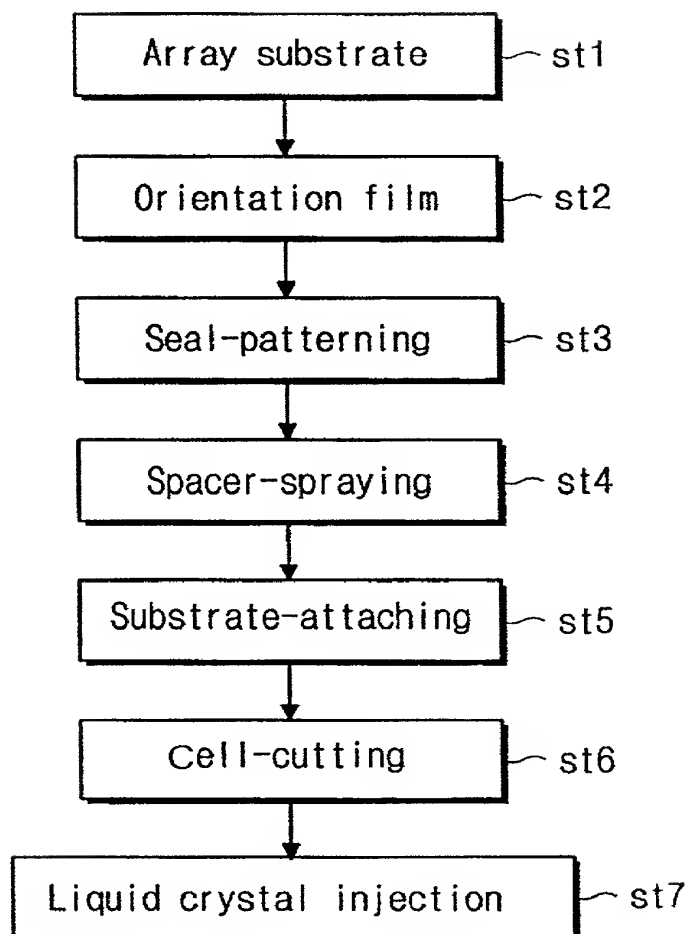 Array substrate st1
Orientation film st2
Seal-patterning st3
Spacer-spraying st4
Substrate-attaching st5
Cell-cutting st6
Liquid crystal injection st7